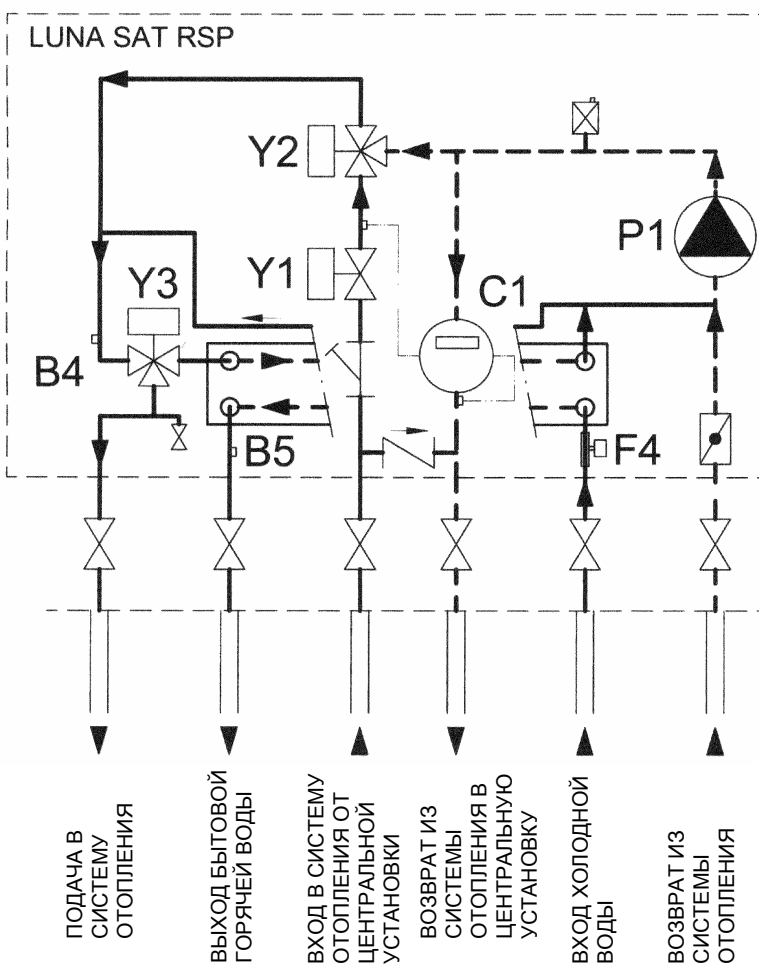 LUNA SAT RSP
Y2
P1
Y1
C1
Y3
B4
B5
F4
ПОДАЧА В
СИСТЕМУ
ОТОПЛЕНИЯ
ВЫХОД БЫТОВОЙ
ГОРЯЧЕЙ ВОДЫ
ВХОД В СИСТЕМУ
ОТОПЛЕНИЯ ОТ
ЦЕНТРАЛЬНОЙ
УСТАНОВКИ
ВОЗВРАТ ИЗ
СИСТЕМЫ
ОТОПЛЕНИЯ В
ЦЕНТРАЛЬНУЮ
УСТАНОВКУ
ВХОД ХОЛОДНОЙ
ВОДЫ
ВОЗВРАТ ИЗ
СИСТЕМЫ
ОТОПЛЕНИЯ